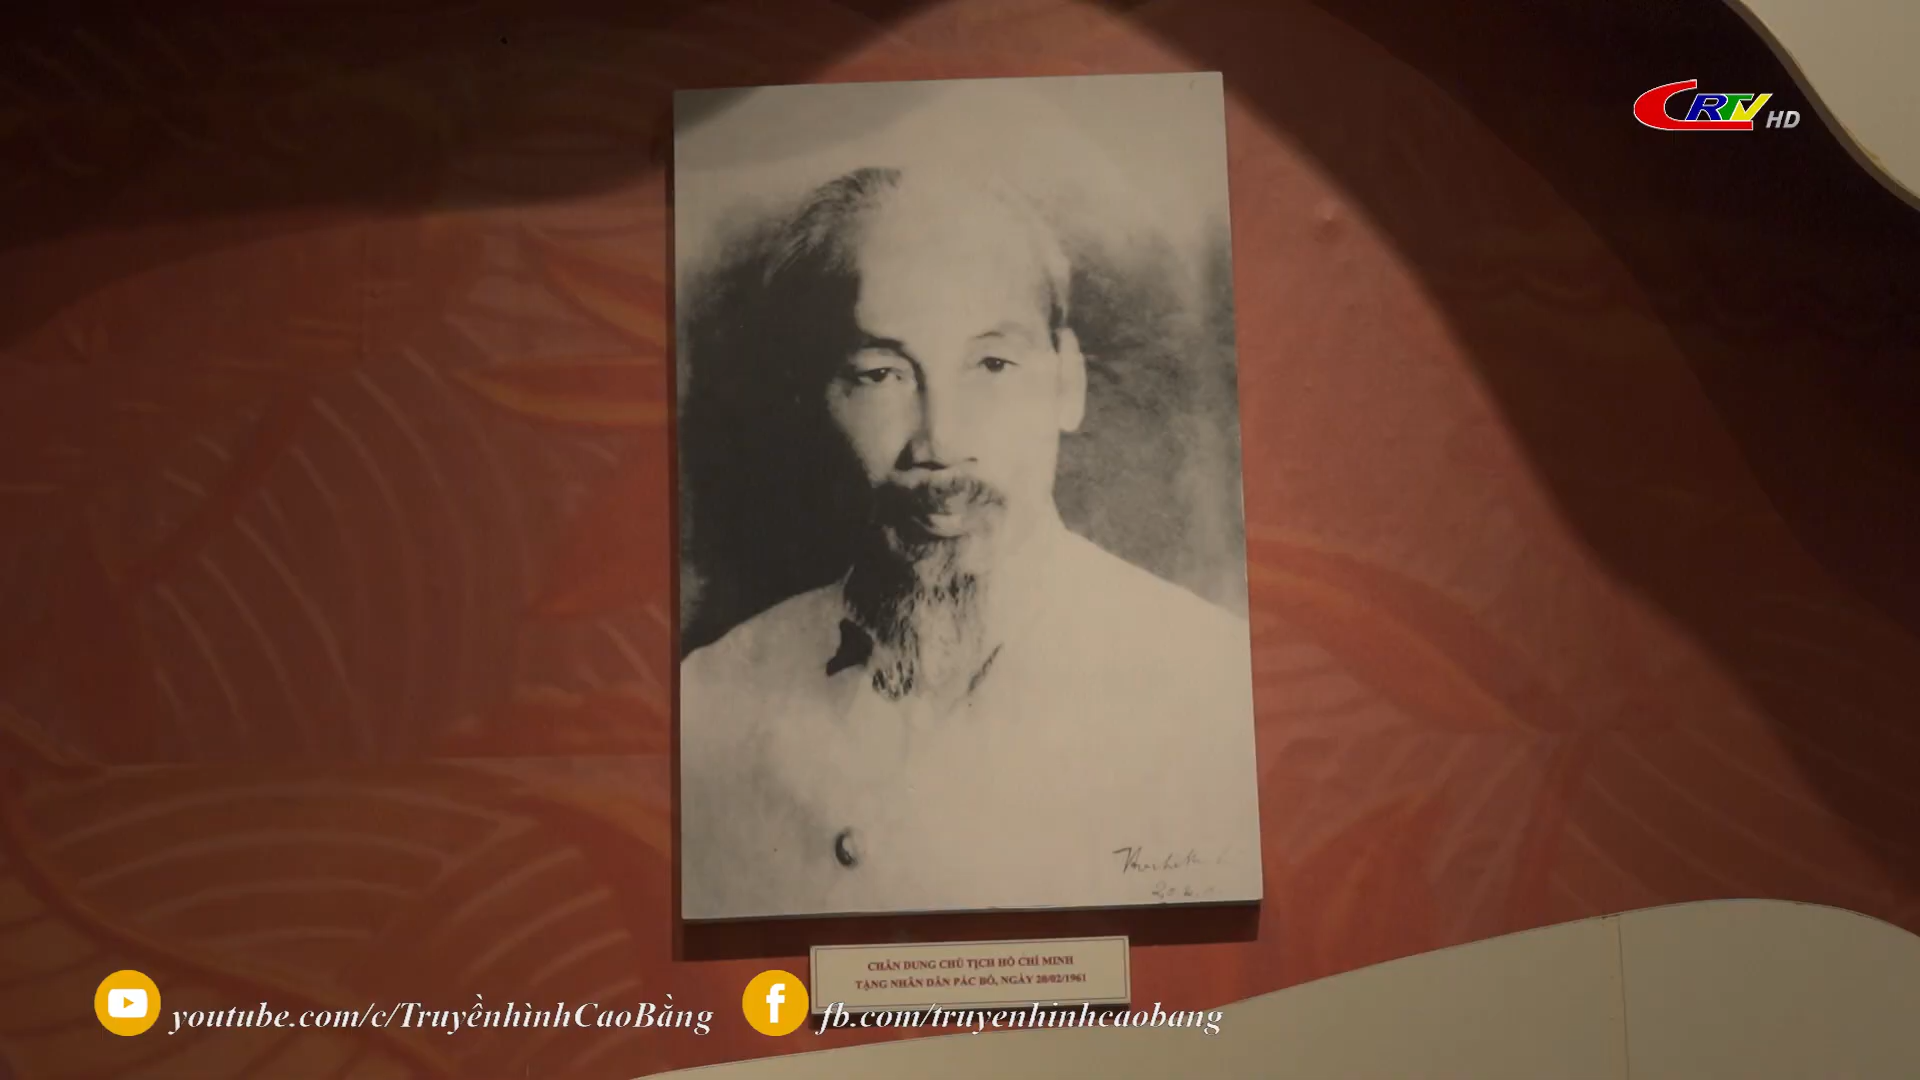 CRTV HD
CHÂN DUNG CHỦ TỊCH HỒ CHÍ MINH
TẶNG NHÂN DÂN PÁC BÓ, NGÀY 20/02/1961
youtube.com/c/TruyềnhìnhCaoBằng
fb.com/truyenhinhcaobang